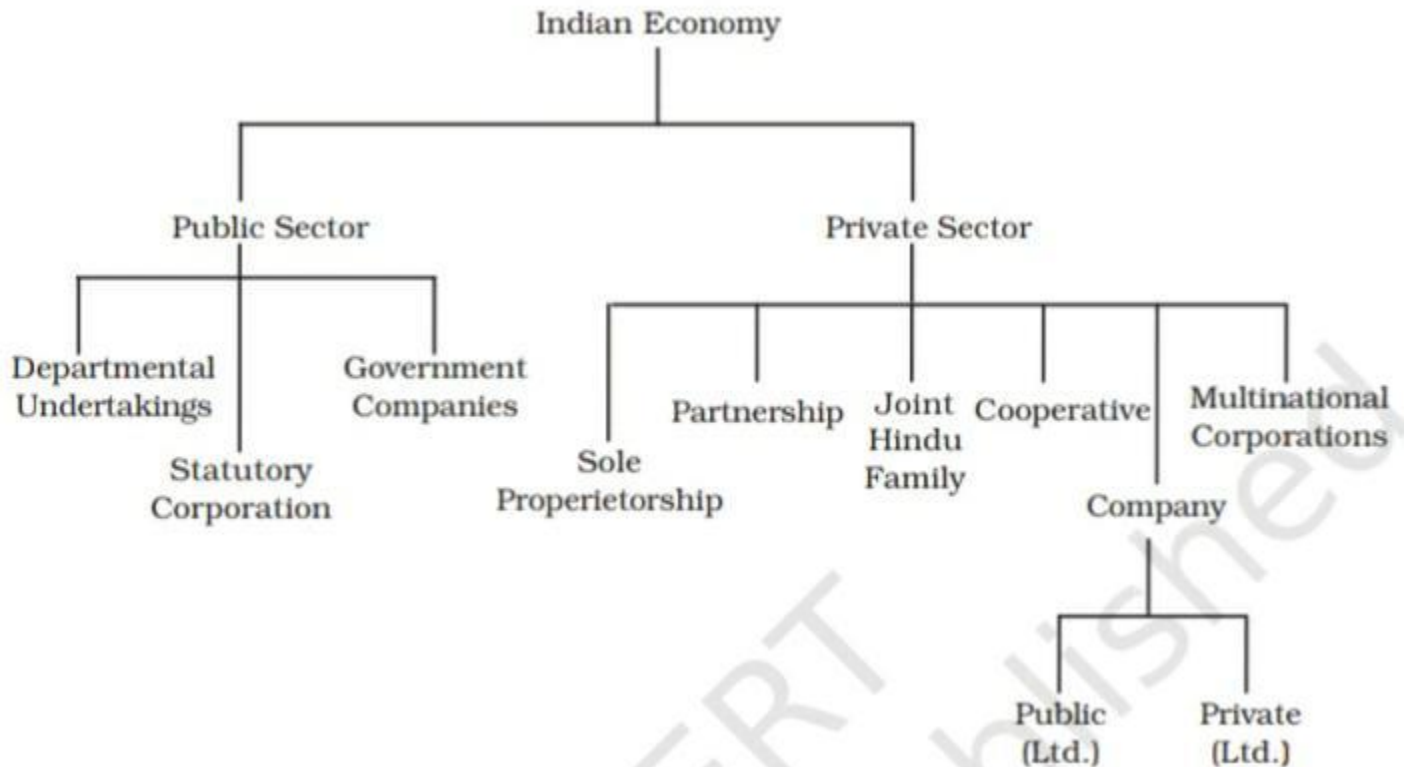 Indian Economy
Public Sector
Private Sector
Departmental
Undertakings
Statutory
Corporation
Government
Companies
Sole
Properietorship
Partnership
Joint
Hindu
Family
Cooperative
Company
Multinational
Corporations
Public
(Ltd.)
Private
(Ltd.)